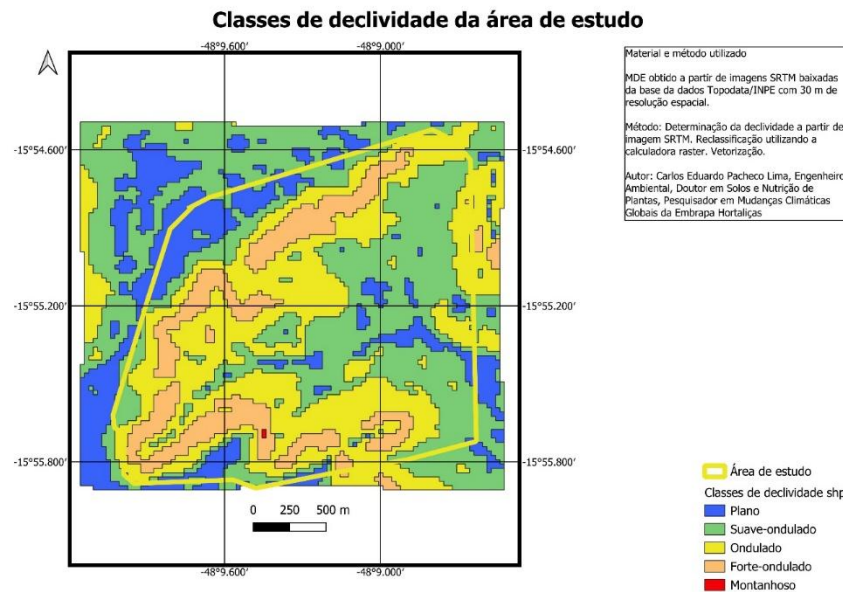 Classes de declividade da área de estudo
-48°9.600' -48°9.000'
Material e método utilizado
MDE obtido a partir de imagens SRTM baixadas
da base da dados Topodata/INPE com 30 m de
resolução espacial.
Método: Determinação da declividade a partir de
imagem SRTM. Reclassificação utilizando a
calculadora raster. Vetorização.
Autor: Carlos Eduardo Pacheco Lima, Engenheiro
Ambiental, Doutor em Solos e Nutrição de
Plantas, Pesquisador em Mudanças Climáticas
Globais da Embrapa Hortaliças
-15°54.600' -15°54.600'
-15°55.200' -15°55.200'
-15°55.800' -15°55.800'
0 250 500 m
-48°9.600' -48°9.000'
Área de estudo
Classes de declividade shp
Plano
Suave-ondulado
Ondulado
Forte-ondulado
Montanhoso